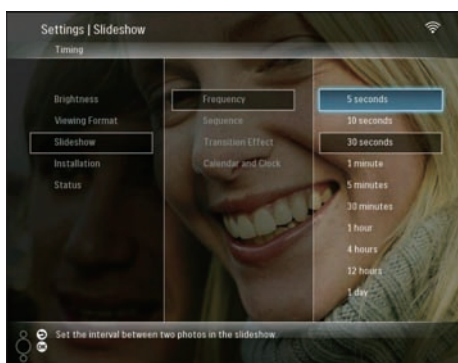 Settings | Slideshow
Timing
Brightness
Viewing Format
Slideshow
Installation
Status
Frequency
Sequence
Transition Effect
Calendar and Clock
5 seconds
10 seconds
30 seconds
1 minute
5 minutes
30 minutes
1 hour
4 hours
12 hours
1 day
Set the interval between two photos in the slideshow.
OK